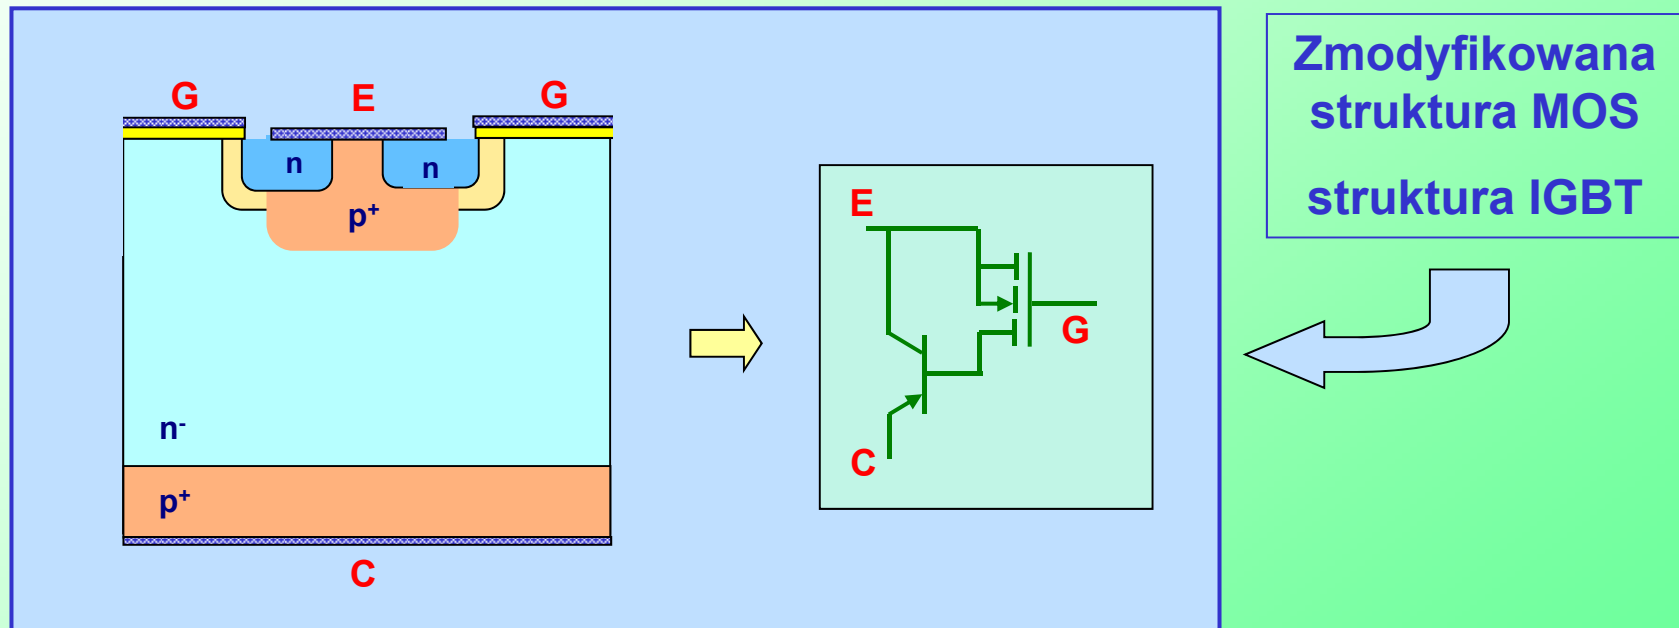 G E G
n n
p⁺
n⁻
p⁺
C
E
G
C
Zmodyfikowana
struktura MOS
struktura IGBT